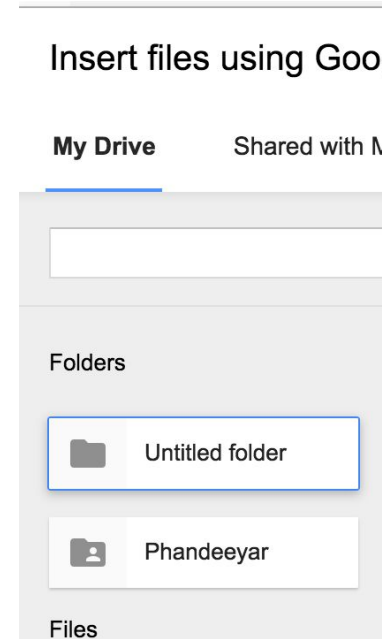 Insert files using Goo
My Drive Shared with M
Folders
Untitled folder
Phandeeyar
Files